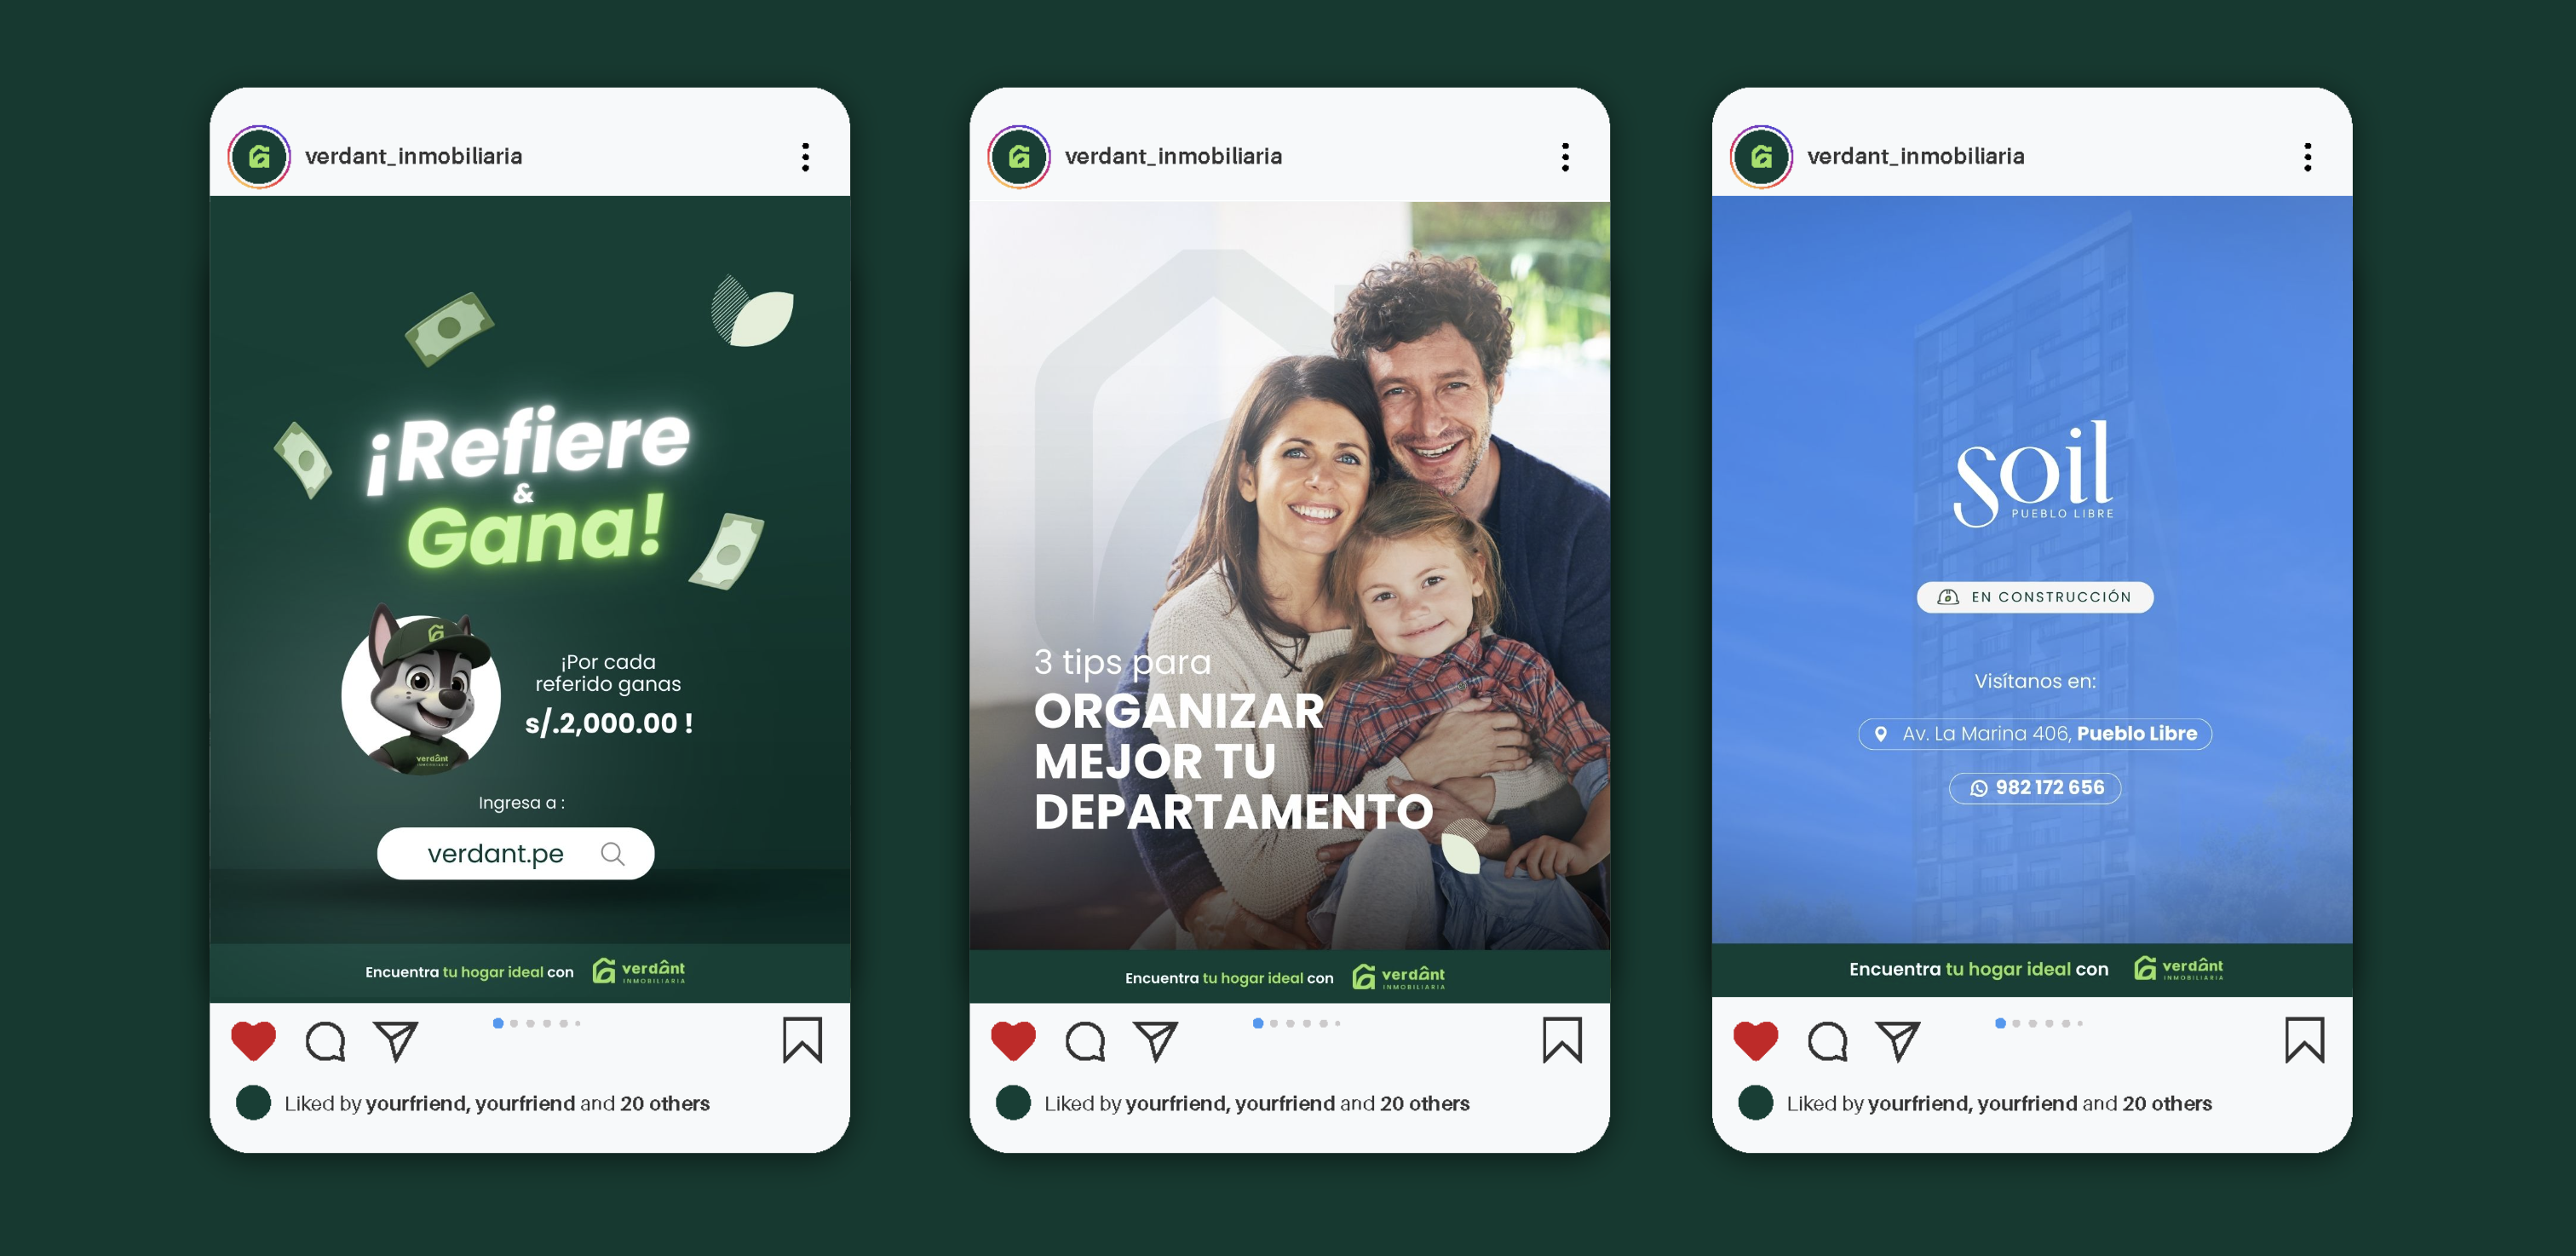 verdant_inmobiliaria
¡Refiere
&
Gana!
¡Por cada
referido ganas
s/.2,000.00 !
verdânt
Ingresa a :
verdant.pe
Encuentra tu hogar ideal con
verdânt
INMOBILIARIA
Liked by yourfriend, yourfriend and 20 others
verdant_inmobiliaria
3 tips para
ORGANIZAR
MEJOR TU
DEPARTAMENTO
Encuentra tu hogar ideal con
verdânt
INMOBILIARIA
Liked by yourfriend, yourfriend and 20 others
verdant_inmobiliaria
soil
PUEBLO LIBRE
EN CONSTRUCCIÓN
Visítanos en:
Av. La Marina 406, Pueblo Libre
982 172 656
Encuentra tu hogar ideal con
verdânt
INMOBILIARIA
Liked by yourfriend, yourfriend and 20 others